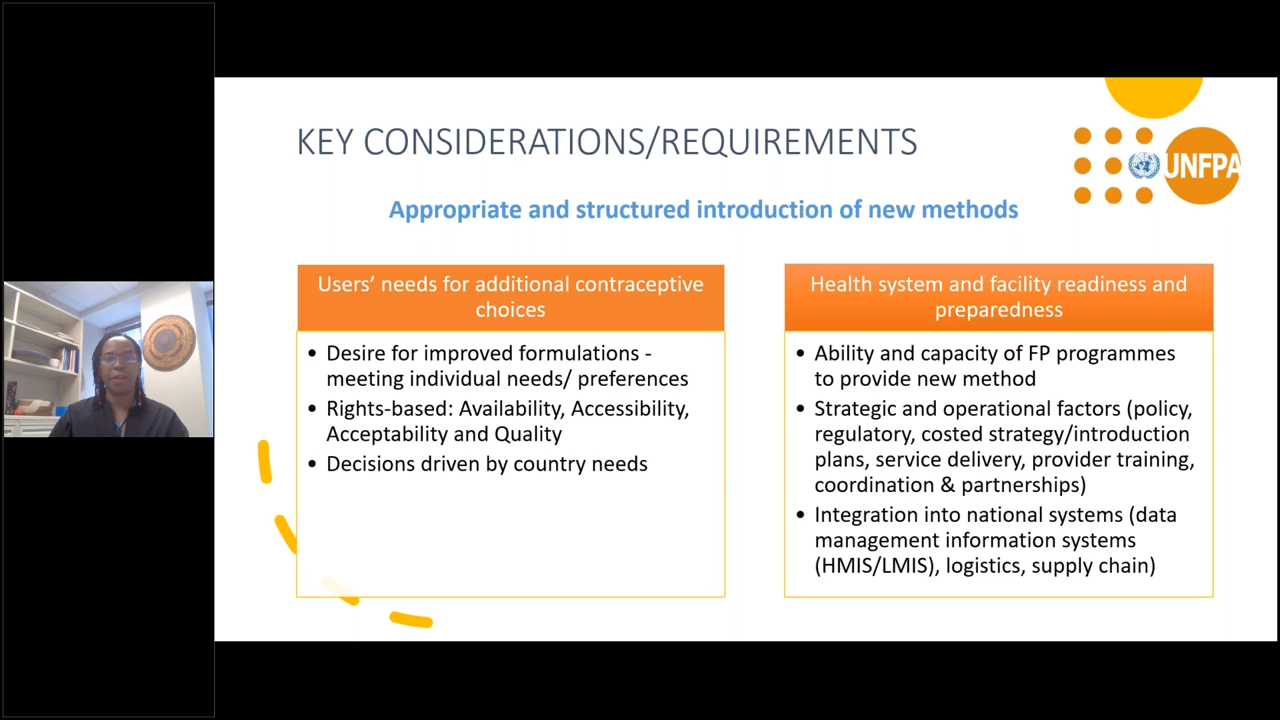 KEY CONSIDERATIONS/REQUIREMENTS
UNFPA
Appropriate and structured introduction of new methods
Users’ needs for additional contraceptive
choices
• Desire for improved formulations -
meeting individual needs/ preferences
• Rights-based: Availability, Accessibility,
Acceptability and Quality
• Decisions driven by country needs
Health system and facility readiness and
preparedness
• Ability and capacity of FP programmes
to provide new method
• Strategic and operational factors (policy,
regulatory, costed strategy/introduction
plans, service delivery, provider training,
coordination & partnerships)
• Integration into national systems (data
management information systems
(HMIS/LMIS), logistics, supply chain)